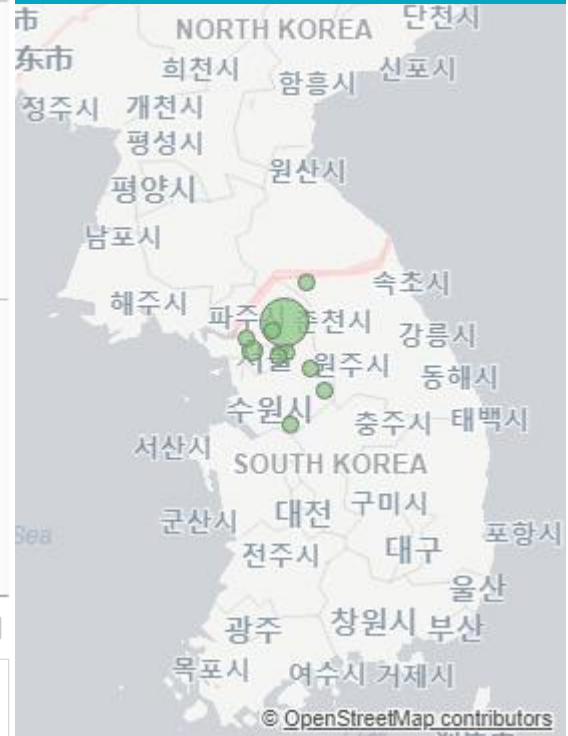 市
단천시
NORTH KOREA
东市
희천시
함흥시
신포시
정주시
개천시
평성시
원산시
평양시
남포시
해주시
파주시
춘천시
속초시
강릉시
서울
원주시
동해시
수원시
충주시
태백시
서산시
SOUTH KOREA
군산시
대전
구미시
Sea
전주시
대구
포항시
울산
광주
창원시
부산
목포시
여수시
거제시
© OpenStreetMap contributors